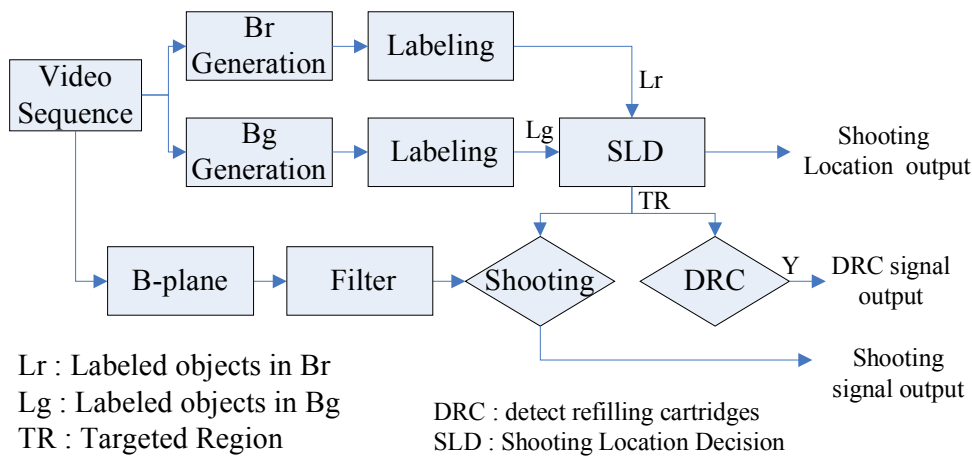 Video
Sequence
Br
Generation
Labeling
Lr
Bg
Generation
Labeling
Lg
SLD
Shooting
Location output
TR
B-plane
Filter
Shooting
DRC
Y
DRC signal
output
Shooting
signal output
Lr : Labeled objects in Br
Lg : Labeled objects in Bg
TR : Targeted Region
DRC : detect refilling cartridges
SLD : Shooting Location Decision